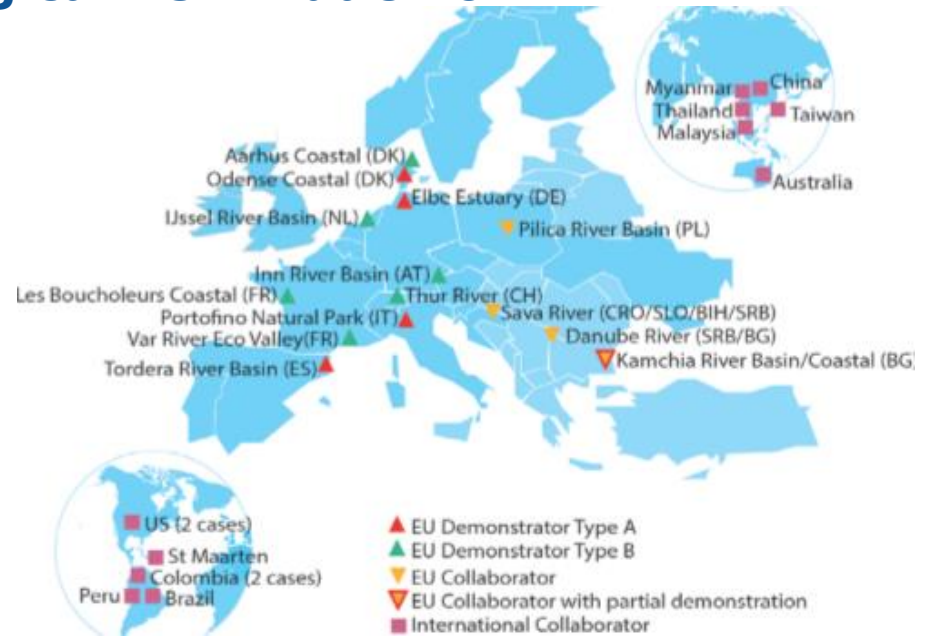 Myanmar
China
Thailand
Taiwan
Malaysia
Australia
Aarhus Coastal (DK)
Odense Coastal (DK)
Elbe Estuary (DE)
IJssel River Basin (NL)
Pilica River Basin (PL)
Inn River Basin (AT)
Les Boucholeurs Coastal (FR)
Thur River (CH)
Sava River (CRO/SLO/BIH/SRB)
Portofino Natural Park (IT)
Danube River (SRB/BG)
Var River Eco Valley(FR)
Kamchia River Basin/Coastal (BG)
Tordera River Basin (ES)
US (2 cases)
St Maarten
Colombia (2 cases)
Peru
Brazil
EU Demonstrator Type A
EU Demonstrator Type B
EU Collaborator
EU Collaborator with partial demonstration
International Collaborator